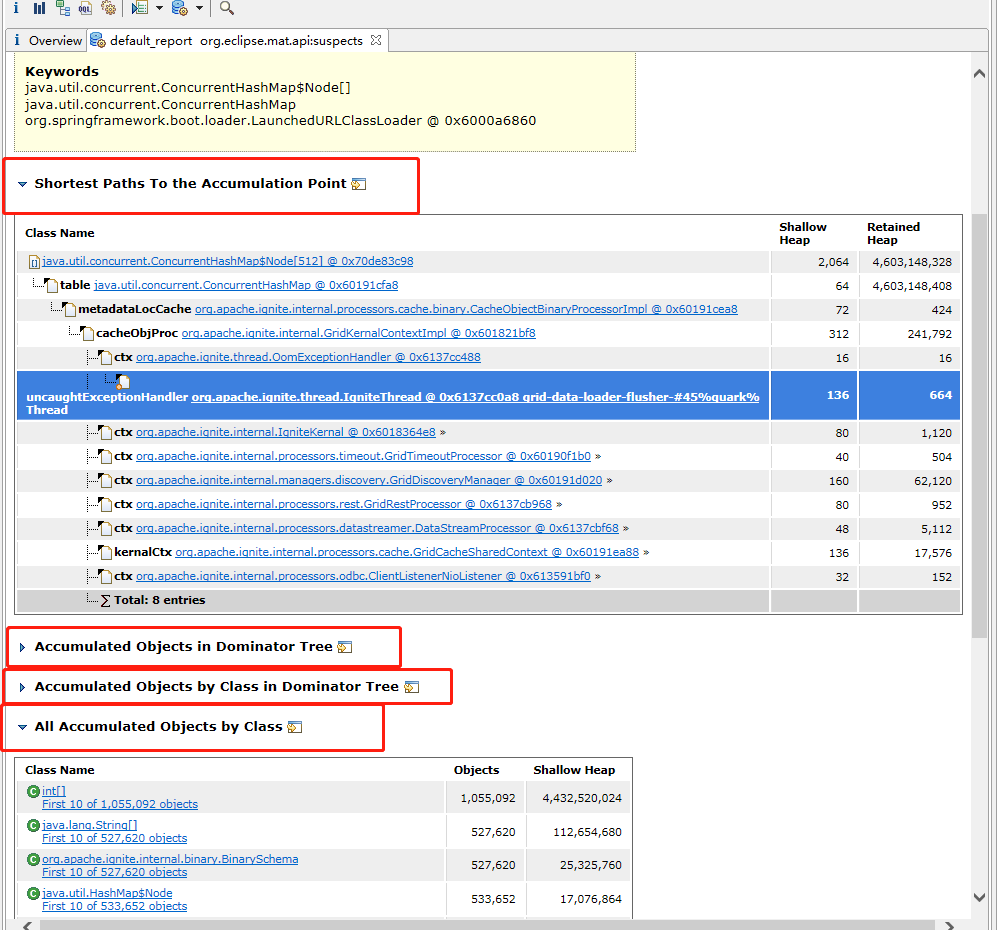 Overview
default_report org.eclipse.mat.api:suspects
Keywords
java.util.concurrent.ConcurrentHashMap$Node[]
java.util.concurrent.ConcurrentHashMap
org.springframework.boot.loader.LaunchedURLClassLoader @ 0x6000a6860
Shortest Paths To the Accumulation Point
Class Name Shallow Heap Retained Heap
java.util.concurrent.ConcurrentHashMap$Node[512] @ 0x70de83c98 2,064 4,603,148,328
table java.util.concurrent.ConcurrentHashMap @ 0x60191cfa8 64 4,603,148,408
metadataLocCache org.apache.ignite.internal.processors.cache.binary.CacheObjectBinaryProcessorImpl @ 0x60191cea8 72 424
cacheObjProc org.apache.ignite.internal.GridKernalContextImpl @ 0x601821bf8 312 241,792
ctx org.apache.ignite.thread.OomExceptionHandler @ 0x6137cc488 16 16
uncaughtExceptionHandler org.apache.ignite.thread.IgniteThread @ 0x6137cc0a8 grid-data-loader-flusher-#45%quark% 136 664
Thread
ctx org.apache.ignite.internal.IgniteKernal @ 0x6018364e8 » 80 1,120
ctx org.apache.ignite.internal.processors.timeout.GridTimeoutProcessor @ 0x60190f1b0 » 40 504
ctx org.apache.ignite.internal.managers.discovery.GridDiscoveryManager @ 0x60191d020 » 160 62,120
ctx org.apache.ignite.internal.processors.rest.GridRestProcessor @ 0x6137cb968 » 80 952
ctx org.apache.ignite.internal.processors.datastreamer.DataStreamProcessor @ 0x6137cbf68 » 48 5,112
kernalCtx org.apache.ignite.internal.processors.cache.GridCacheSharedContext @ 0x60191ea88 » 136 17,576
ctx org.apache.ignite.internal.processors.odbc.ClientListenerNioListener @ 0x613591bf0 » 32 152
Σ Total: 8 entries
Accumulated Objects in Dominator Tree
Accumulated Objects by Class in Dominator Tree
All Accumulated Objects by Class
Class Name Objects Shallow Heap
int[] 1,055,092 4,432,520,024
First 10 of 1,055,092 objects
java.lang.String[] 527,620 112,654,680
First 10 of 527,620 objects
org.apache.ignite.internal.binary.BinarySchema 527,620 25,325,760
First 10 of 527,620 objects
java.util.HashMap$Node 533,652 17,076,864
First 10 of 533,652 objects